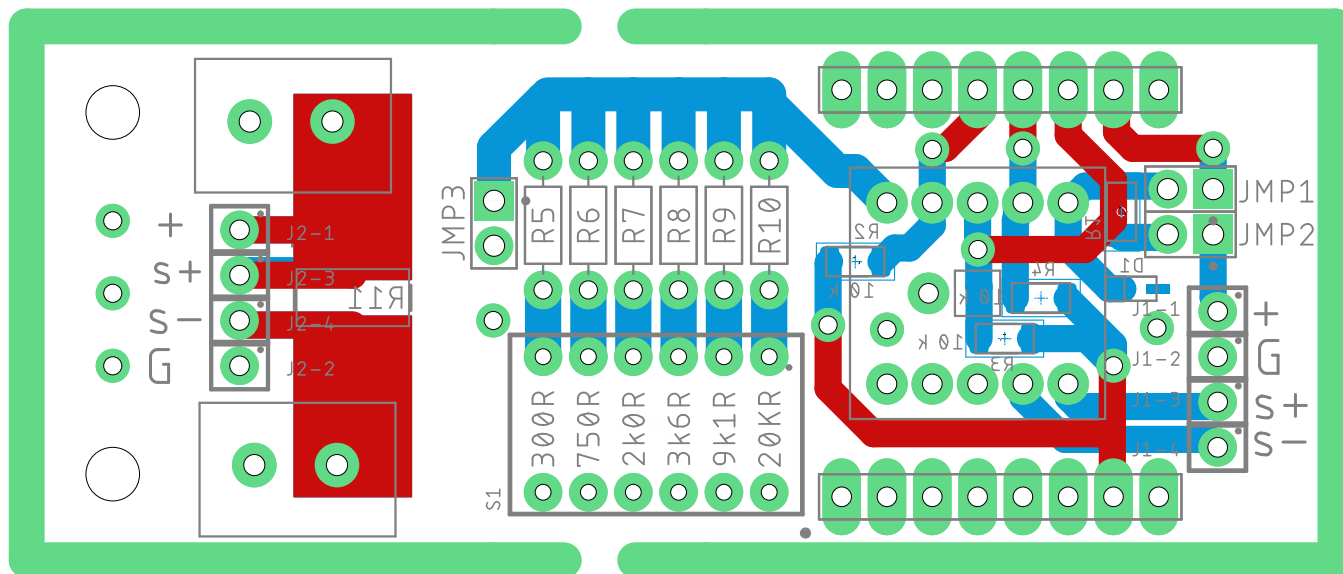 +
s+
s-
G
J2-1
J2-3
J2-4
J2-2
R11
JMP3
R5
R6
R7
R8
R9
R10
300R
750R
2k0R
3k6R
9k1R
20KR
S1
R2
10 k
R4
10 k
10 k
R3
R1
D1
JMP1
JMP2
J1-1
J1-2
J1-3
J1-4
+
G
s+
s-